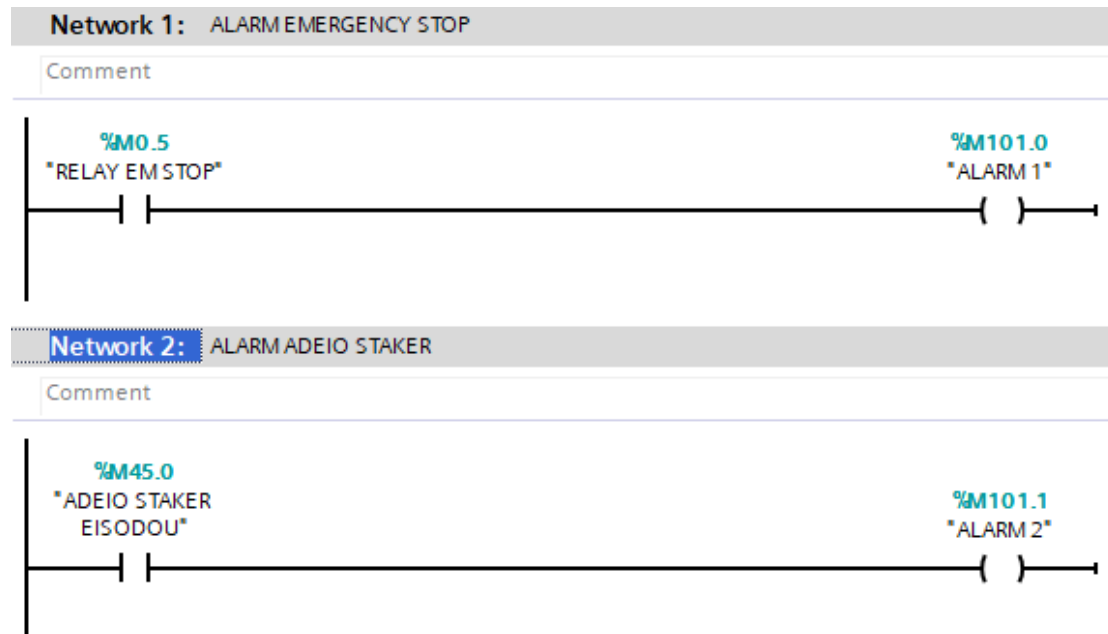 Network 1: ALARM EMERGENCY STOP
Comment
%M0.5
"RELAY EM STOP"
%M101.0
"ALARM 1"
Network 2: ALARM ADEIO STAKER
Comment
%M45.0
"ADEIO STAKER
EISODOU"
%M101.1
"ALARM 2"